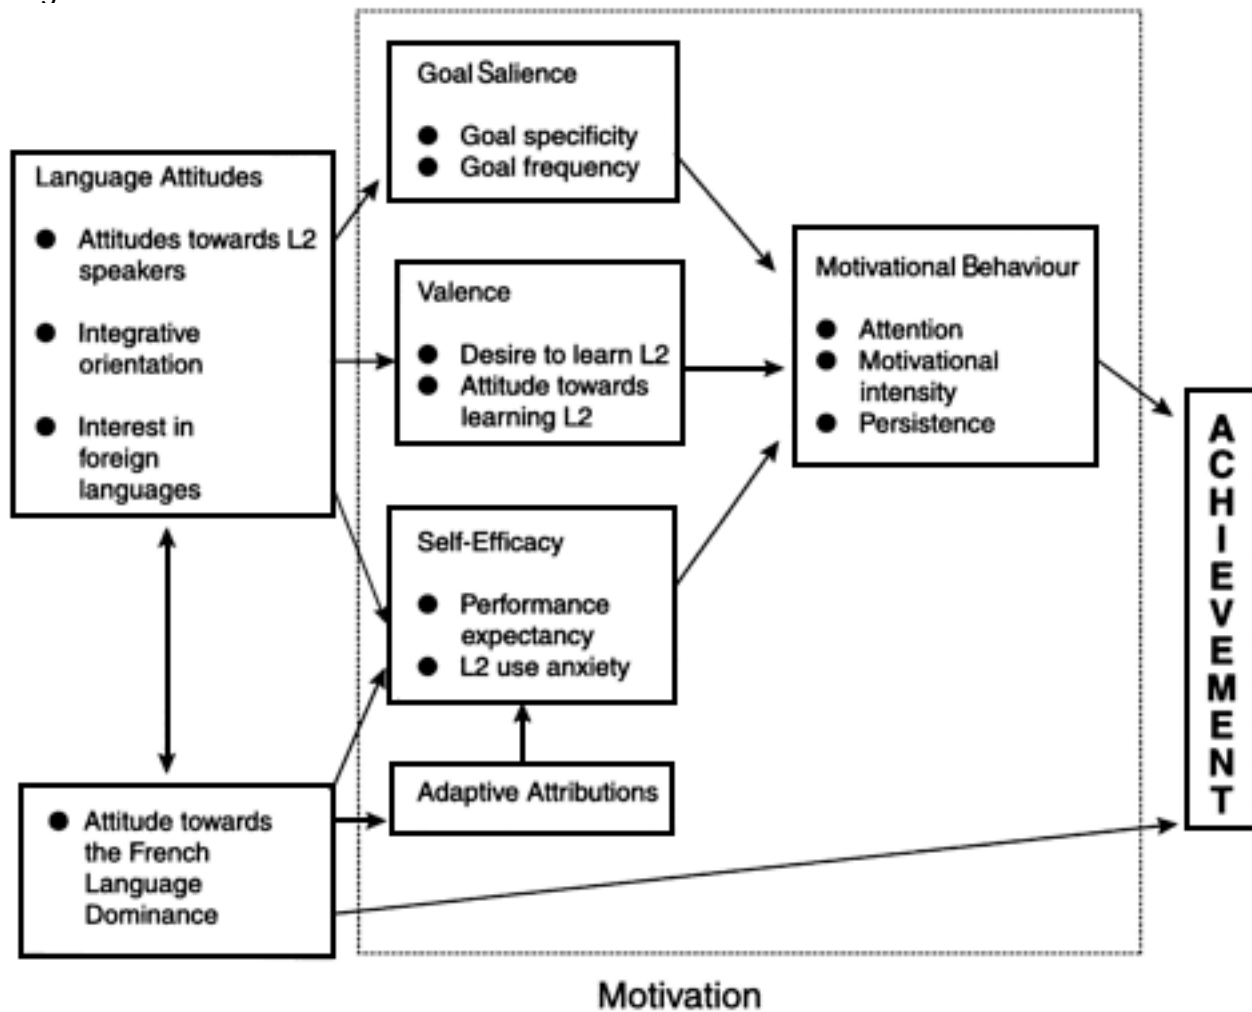 Goal Salience
● Goal specificity
● Goal frequency
Language Attitudes
● Attitudes towards L2
speakers
● Integrative
orientation
● Interest in
foreign
languages
Valence
● Desire to learn L2
● Attitude towards
learning L2
Motivational Behaviour
● Attention
● Motivational
intensity
● Persistence
Self-Efficacy
● Performance
expectancy
● L2 use anxiety
Adaptive Attributions
● Attitude towards
the French
Language
Dominance
ACHIEVEMENT
Motivation